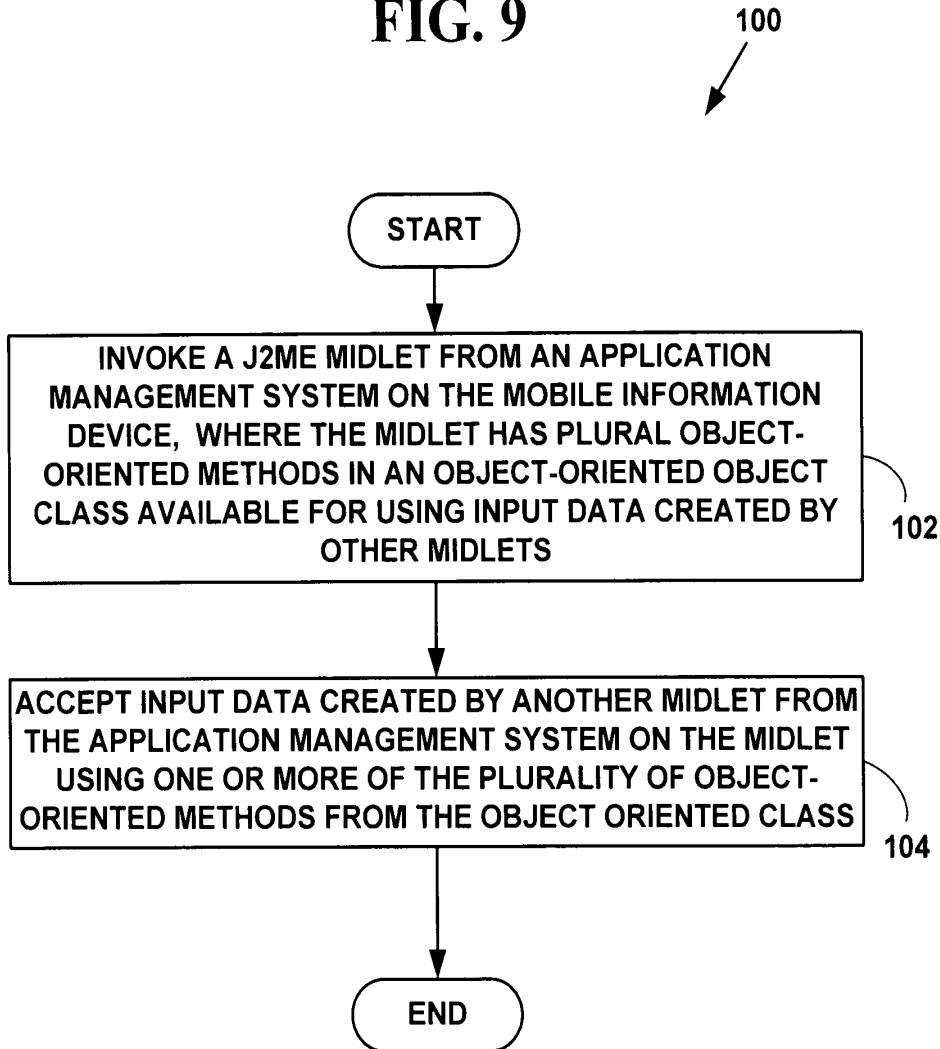 FIG. 9
100
START
INVOKE A J2ME MIDLET FROM AN APPLICATION
MANAGEMENT SYSTEM ON THE MOBILE INFORMATION
DEVICE, WHERE THE MIDLET HAS PLURAL OBJECT-
ORIENTED METHODS IN AN OBJECT-ORIENTED OBJECT
CLASS AVAILABLE FOR USING INPUT DATA CREATED BY
OTHER MIDLETS
102
ACCEPT INPUT DATA CREATED BY ANOTHER MIDLET FROM
THE APPLICATION MANAGEMENT SYSTEM ON THE MIDLET
USING ONE OR MORE OF THE PLURALITY OF OBJECT-
ORIENTED METHODS FROM THE OBJECT ORIENTED CLASS
104
END